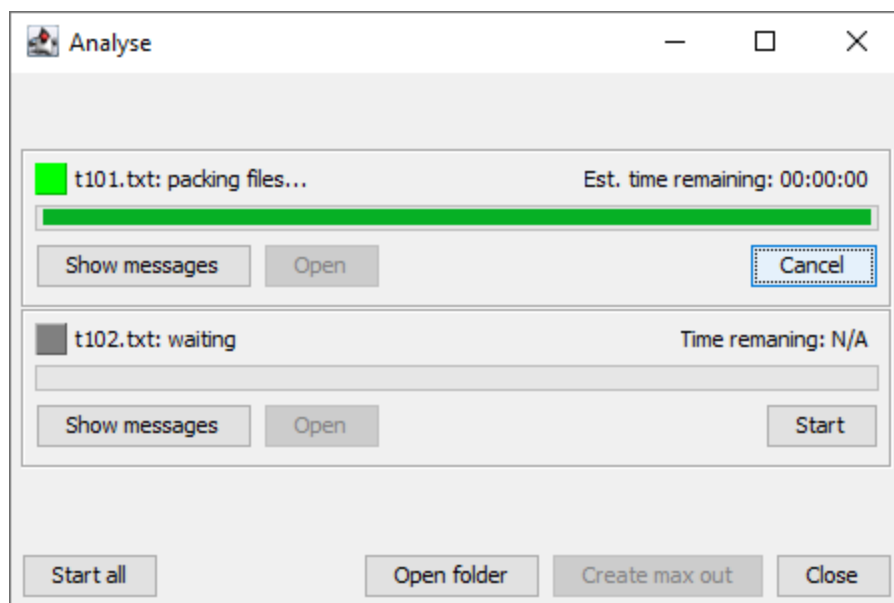 Analyse
t101.txt: packing files... Est. time remaining: 00:00:00
Show messages Open Cancel
t102.txt: waiting Time remaning: N/A
Show messages Open Start
Start all Open folder Create max out Close